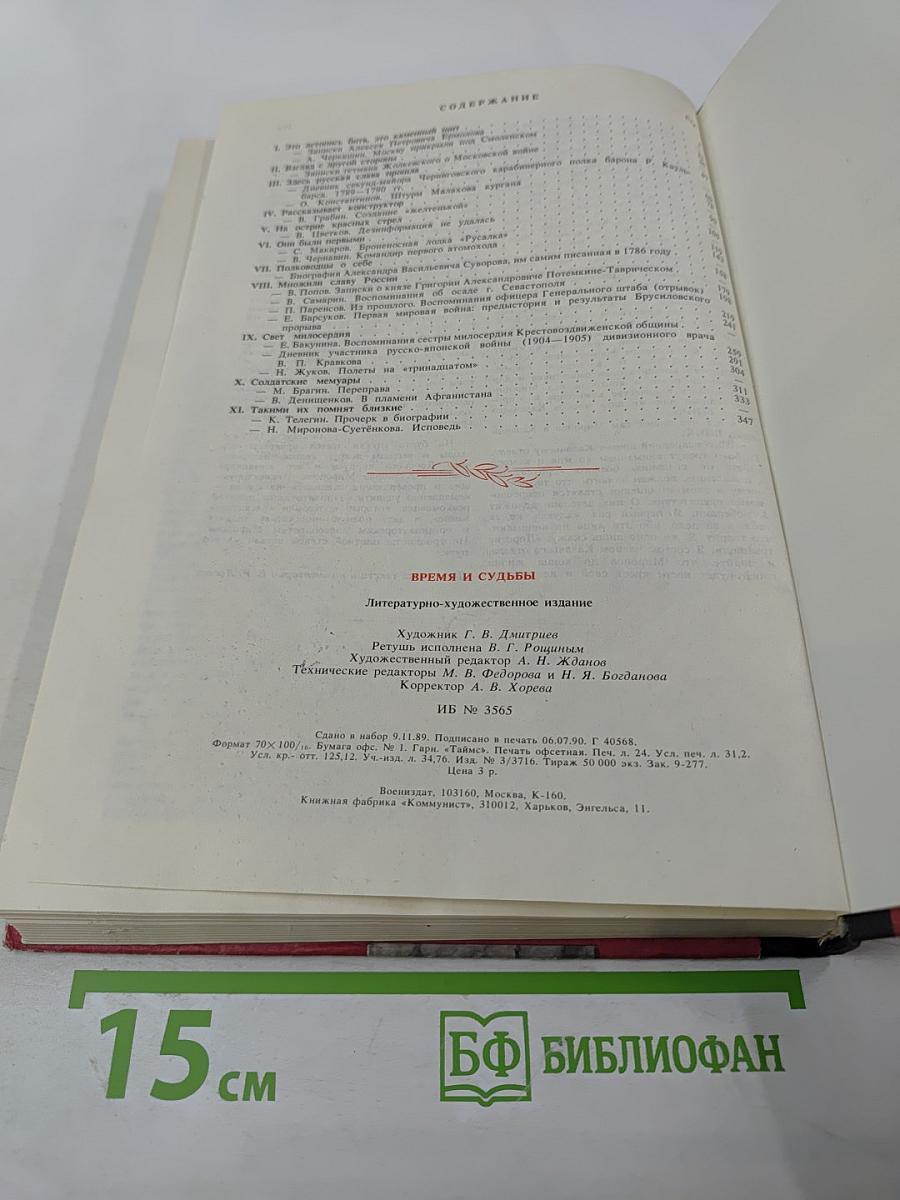 СОДЕРЖАНИЕ
I. Это летопись битв, это каменный щит
— Записки Алексея Петровича Ермолова
— А. Черкашин. Москву прикрыли под Смоленском
II. Взгляд с другой стороны
— Записки гетмана Жолкевского о Московской войне
III. Здесь русская слава прошла
— Дневник секунд-майора Черниговского карабинерного полка барона Р. Кауль-
барса. 1789—1790 гг.
— О. Константинов. Штурм Малахова кургана
IV. Рассказывает конструктор
— В. Грабин. Создание «желтенькой»
V. На острие красных стрел
— В. Цветков. Дезинформация не удалась
VI. Они были первыми
— С. Макаров. Броненосная лодка «Русалка»
— В. Чернавин. Командир первого атомохода
VII. Полководцы о себе
— Биография Александра Васильевича Суворова, им самим писанная в 1786 году
VIII. Множили славу России
— В. Попов. Записки о князе Григории Александровиче Потемкине-Таврическом
— В. Самарин. Воспоминания об осаде г. Севастополя (отрывок) 179
— П. Паренсов. Из прошлого. Воспоминания офицера Генерального штаба 198
— Е. Барсуков. Первая мировая война: предыстория и результаты Брусиловского
прорыва 219
IX. Свет милосердия 241
— Е. Бакунина. Воспоминания сестры милосердия Крестовоздвиженской общины —
— Дневник участника русско-японской войны (1904—1905) дивизионного врача
В. П. Кравкова 259
— Н. Жуков. Полеты на «тринадцатом» 291
X. Солдатские мемуары 304
— М. Брагин. Переправа —
— В. Денищенков. В пламени Афганистана 311
XI. Такими их помнят близкие 333
— К. Телегин. Прочерк в биографии —
— Н. Миронова-Суетёнкова. Исповедь 347
ВРЕМЯ И СУДЬБЫ
Литературно-художественное издание
Художник Г. В. Дмитриев
Ретушь исполнена В. Г. Рощиным
Художественный редактор А. Н. Жданов
Технические редакторы М. В. Федорова и Н. Я. Богданова
Корректор А. В. Хорева
ИБ № 3565
Сдано в набор 9.11.89. Подписано в печать 06.07.90. Г 40568.
Формат 70×100/16. Бумага офс. № 1. Гарн. «Таймс». Печать офсетная. Печ. л. 24. Усл. печ. л. 31,2.
Усл. кр.- отт. 125,12. Уч.-изд. л. 34,76. Изд. № 3/3716. Тираж 50 000 экз. Зак. 9-277.
Цена 3 р.
Воениздат, 103160, Москва, К-160.
Книжная фабрика «Коммунист», 310012, Харьков, Энгельса, 11.
15 см
БФ БИБЛИОФАН